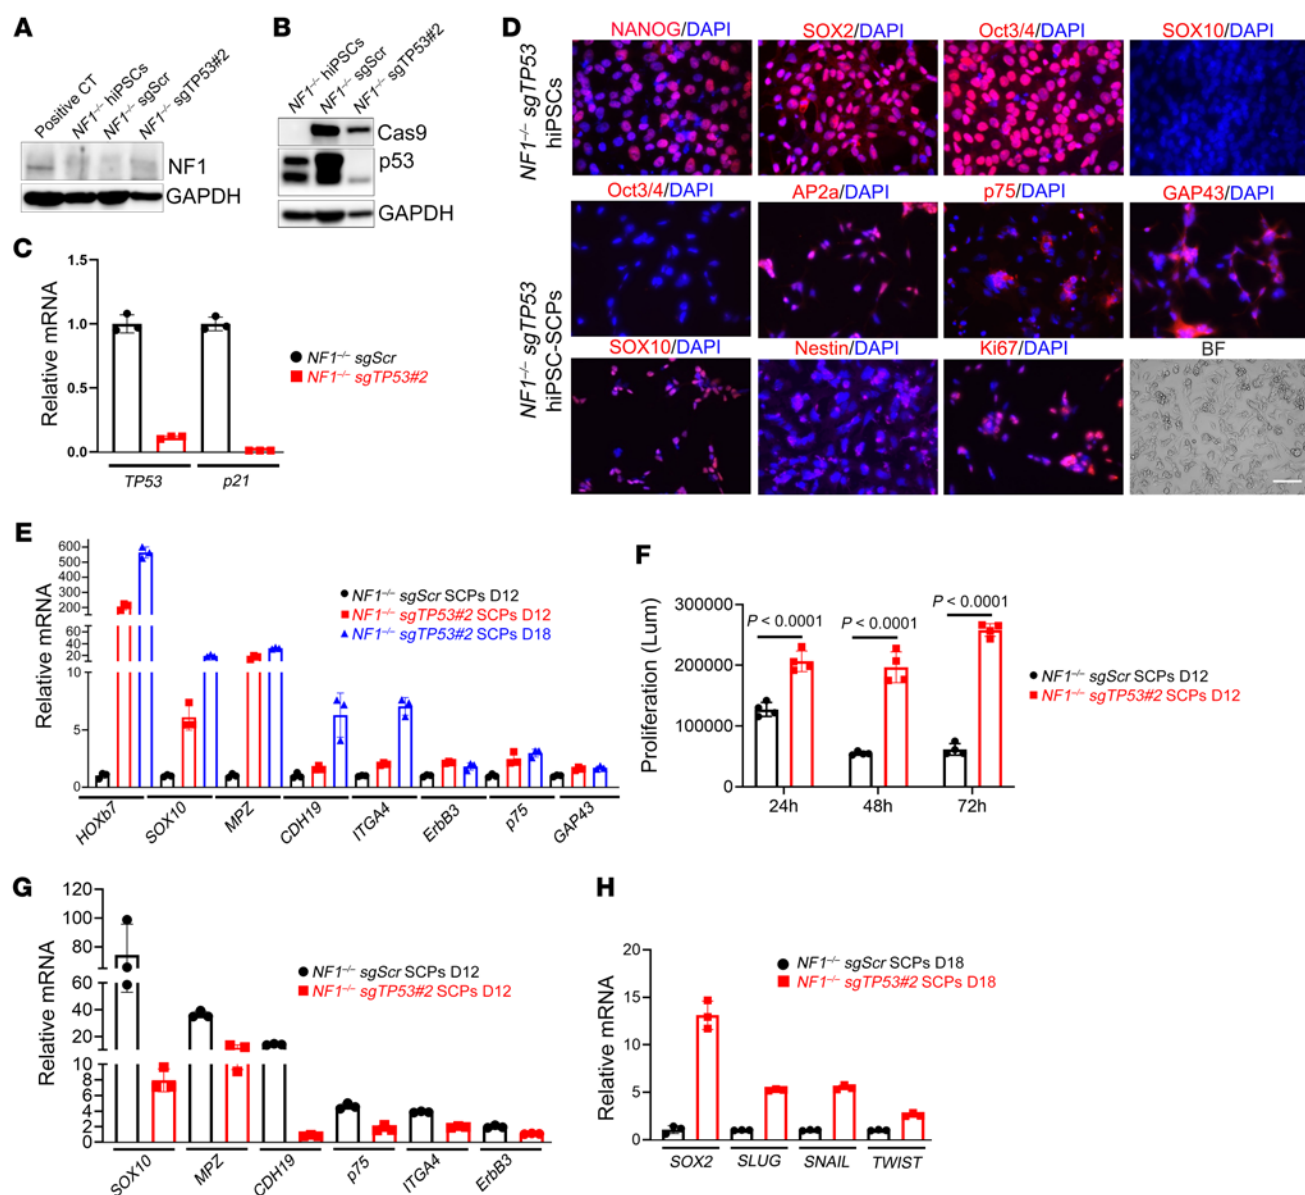 A
Positive CT
NF1–/– hiPSCs
NF1–/– sgScr
NF1–/– sgTP53#2
NF1
GAPDH
B
NF1–/– hiPSCs
NF1–/– sgScr
NF1–/– sgTP53#2
Cas9
p53
GAPDH
C
Relative mRNA
1.5
1.0
0.5
0.0
TP53
p21
NF1–/– sgScr
NF1–/– sgTP53#2
D
NF1–/– sgTP53
hiPSCs
NANOG/DAPI
SOX2/DAPI
Oct3/4/DAPI
SOX10/DAPI
NF1–/– sgTP53
hiPSC-SCPs
Oct3/4/DAPI
AP2a/DAPI
p75/DAPI
GAP43/DAPI
SOX10/DAPI
Nestin/DAPI
Ki67/DAPI
BF
E
Relative mRNA
600
500
400
300
200
100
60
40
20
10
5
0
HOXb7
SOX10
MPZ
CDH19
ITGA4
ErbB3
p75
GAP43
NF1–/– sgScr SCPs D12
NF1–/– sgTP53#2 SCPs D12
NF1–/– sgTP53#2 SCPs D18
F
Proliferation (Lum)
300000
200000
100000
0
P < 0.0001
P < 0.0001
P < 0.0001
24h
48h
72h
NF1–/– sgScr SCPs D12
NF1–/– sgTP53#2 SCPs D12
G
Relative mRNA
120
100
80
60
60
40
20
10
8
6
4
2
0
SOX10
MPZ
CDH19
p75
ITGA4
ErbB3
NF1–/– sgScr SCPs D12
NF1–/– sgTP53#2 SCPs D12
H
Relative mRNA
20
15
10
5
0
SOX2
SLUG
SNAIL
TWIST
NF1–/– sgScr SCPs D18
NF1–/– sgTP53#2 SCPs D18